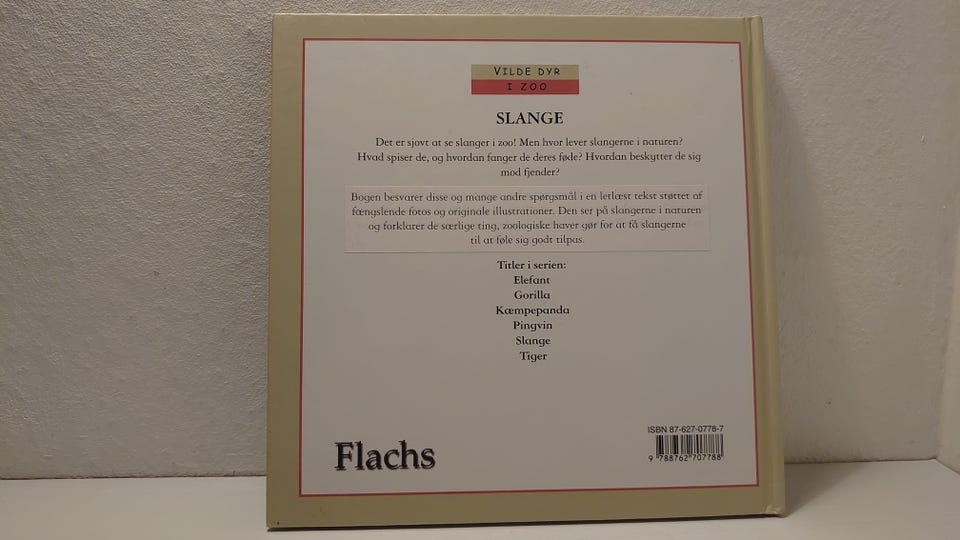 VILDE DYR
I ZOO
SLANGE
Det er sjovt at se slanger i zoo! Men hvor lever slangerne i naturen?
Hvad spiser de, og hvordan fanger de deres føde? Hvordan beskytter de sig
mod fjender?
Bogen besvarer disse og mange andre spørgsmål i en letlæst tekst støttet af
fængslende fotos og originale illustrationer. Den ser på slangerne i naturen
og forklarer de særlige ting, zoologiske haver gør for at få slangerne
til at føle sig godt tilpas.
Titler i serien:
Elefant
Gorilla
Kæmpepanda
Pingvin
Slange
Tiger
ISBN 87-627-0778-7
9 788762 707788
Flachs